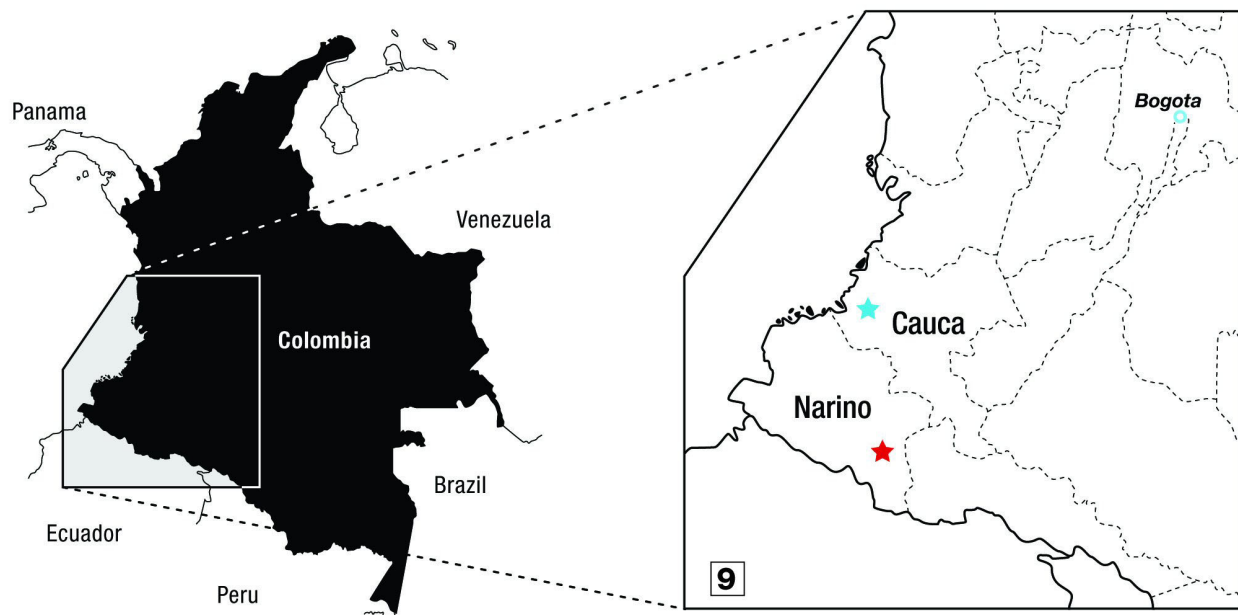 Panama
Venezuela
Colombia
Brazil
Ecuador
Peru
Bogota
Cauca
Narino
9